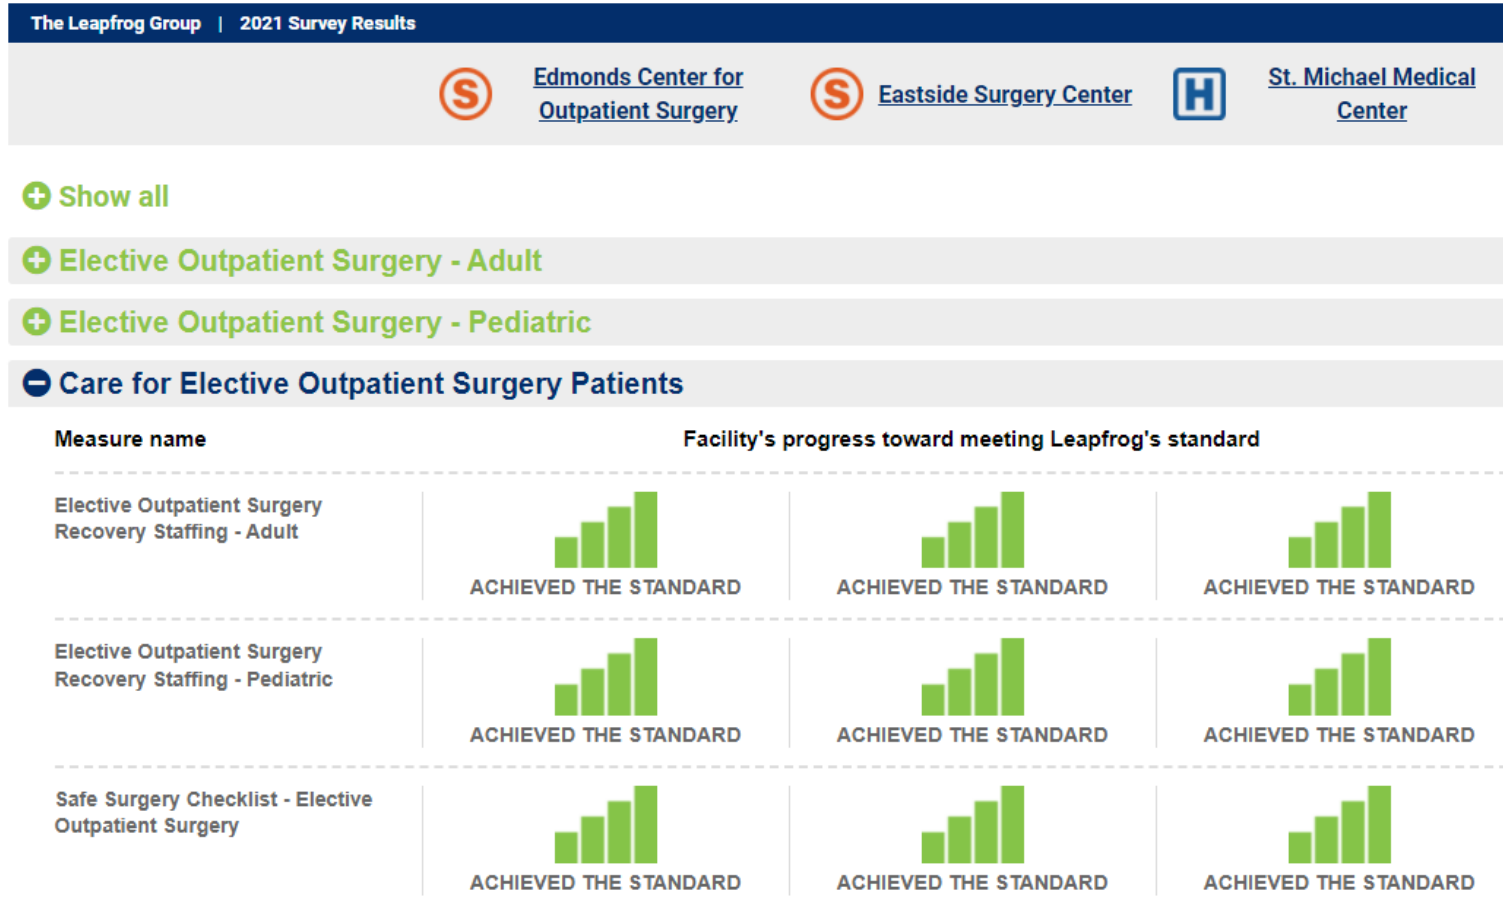 The Leapfrog Group | 2021 Survey Results
S
Edmonds Center for
Outpatient Surgery
S
Eastside Surgery Center
H
St. Michael Medical
Center
Show all
Elective Outpatient Surgery - Adult
Elective Outpatient Surgery - Pediatric
Care for Elective Outpatient Surgery Patients
Measure name
Facility's progress toward meeting Leapfrog's standard
Elective Outpatient Surgery
Recovery Staffing - Adult
ACHIEVED THE STANDARD
ACHIEVED THE STANDARD
ACHIEVED THE STANDARD
Elective Outpatient Surgery
Recovery Staffing - Pediatric
ACHIEVED THE STANDARD
ACHIEVED THE STANDARD
ACHIEVED THE STANDARD
Safe Surgery Checklist - Elective
Outpatient Surgery
ACHIEVED THE STANDARD
ACHIEVED THE STANDARD
ACHIEVED THE STANDARD